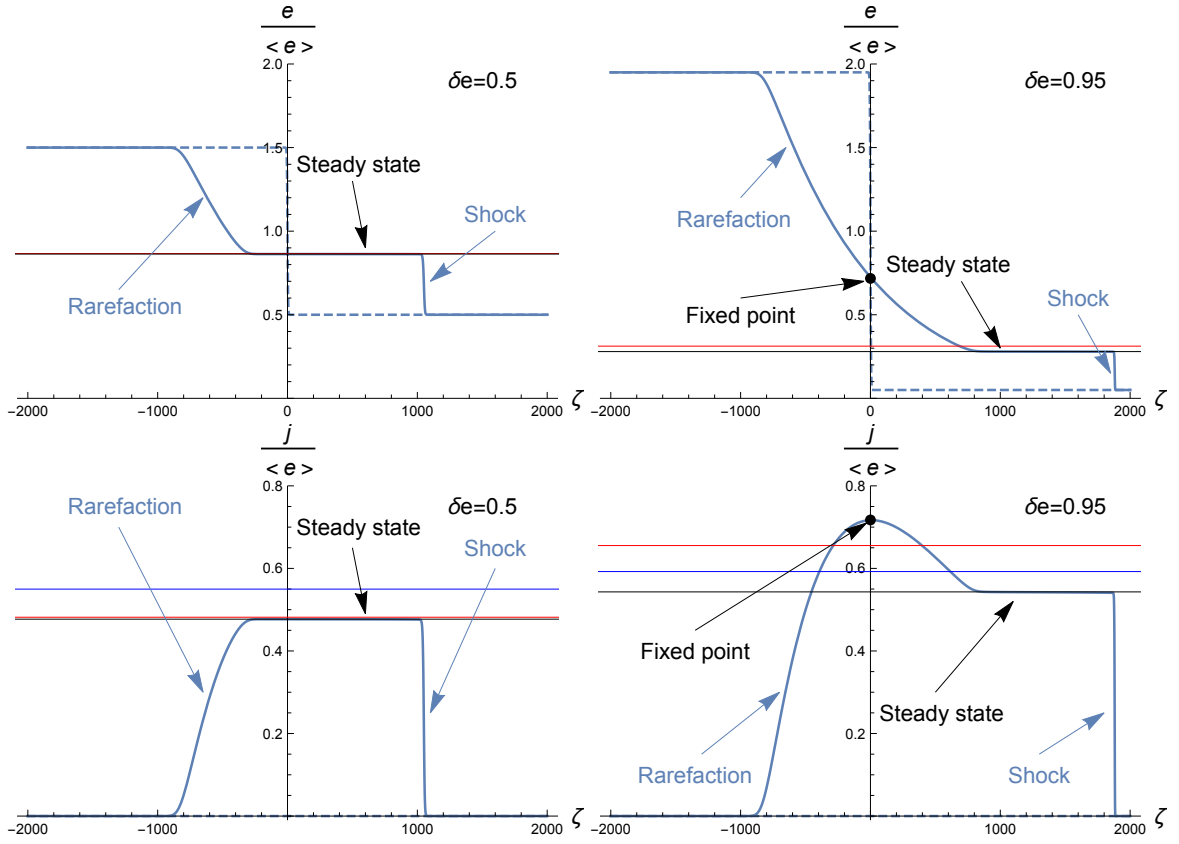 e
< e >
δe=0.5
2.0
1.5
1.0
0.5
Steady state
Shock
Rarefaction
−2000
−1000
0
1000
2000
ζ
e
< e >
δe=0.95
2.0
1.5
1.0
0.5
Rarefaction
Steady state
Fixed point
Shock
−2000
−1000
0
1000
2000
ζ
j
< e >
δe=0.5
0.8
0.6
0.4
0.2
Rarefaction
Steady state
Shock
−2000
−1000
0
1000
2000
ζ
j
< e >
δe=0.95
0.8
0.6
0.4
0.2
Fixed point
Steady state
Rarefaction
Shock
−2000
−1000
0
1000
2000
ζ